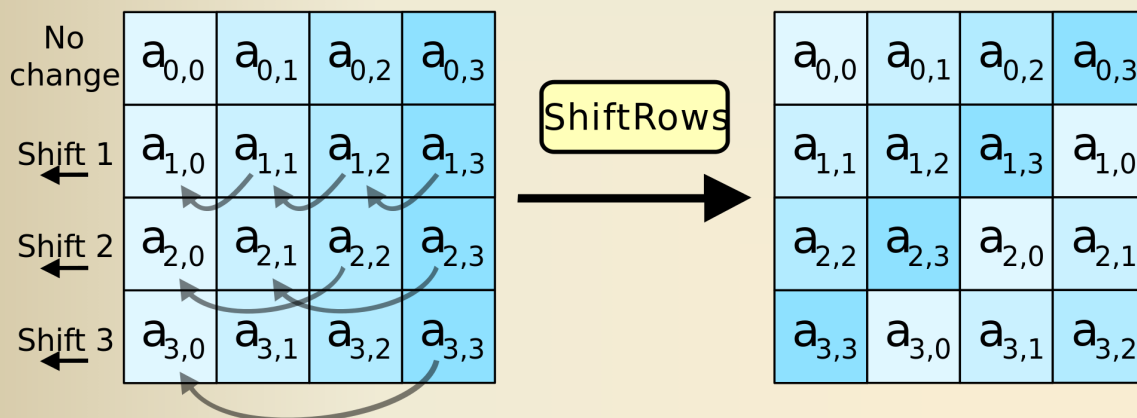 No
change
a0,0 a0,1 a0,2 a0,3
Shift 1
a1,0 a1,1 a1,2 a1,3
Shift 2
a2,0 a2,1 a2,2 a2,3
Shift 3
a3,0 a3,1 a3,2 a3,3
ShiftRows
a0,0 a0,1 a0,2 a0,3
a1,1 a1,2 a1,3 a1,0
a2,2 a2,3 a2,0 a2,1
a3,3 a3,0 a3,1 a3,2